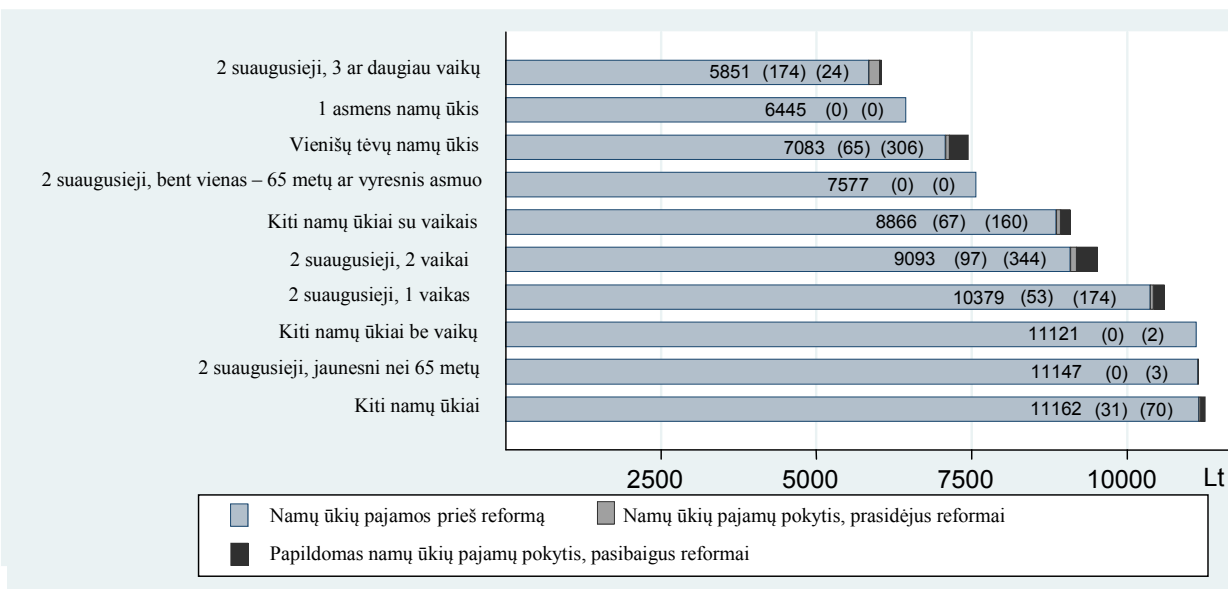 2 suaugusieji, 3 ar daugiau vaikų 5851 (174) (24)
1 asmens namų ūkis 6445 (0) (0)
Vienišų tėvų namų ūkis 7083 (65) (306)
2 suaugusieji, bent vienas – 65 metų ar vyresnis asmuo 7577 (0) (0)
Kiti namų ūkiai su vaikais 8866 (67) (160)
2 suaugusieji, 2 vaikai 9093 (97) (344)
2 suaugusieji, 1 vaikas 10379 (53) (174)
Kiti namų ūkiai be vaikų 11121 (0) (2)
2 suaugusieji, jaunesni nei 65 metų 11147 (0) (3)
Kiti namų ūkiai 11162 (31) (70)
2500 5000 7500 10000 Lt
Namų ūkių pajamos prieš reformą Namų ūkių pajamų pokytis, prasidėjus reformai
Papildomas namų ūkių pajamų pokytis, pasibaigus reformai